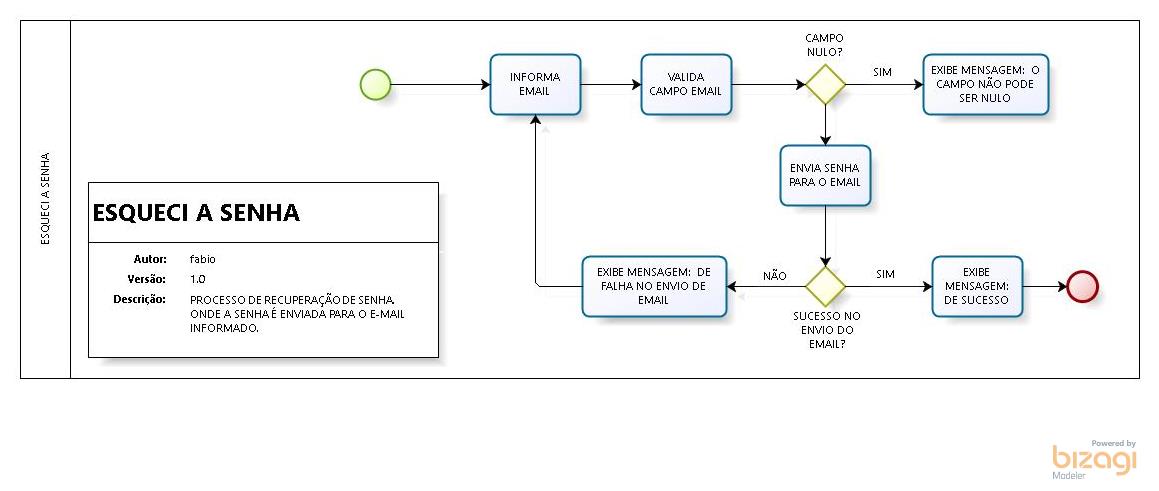 ESQUECI A SENHA
INFORMA
EMAIL
VALIDA
CAMPO EMAIL
CAMPO
NULO?
SIM
EXIBE MENSAGEM:  O
CAMPO NÃO PODE
SER NULO
ENVIA SENHA
PARA O EMAIL
SUCESSO NO
ENVIO DO
EMAIL?
NÃO
EXIBE MENSAGEM:  DE
FALHA NO ENVIO DE
EMAIL
SIM
EXIBE
MENSAGEM:
DE SUCESSO
ESQUECI A SENHA
Autor: fabio
Versão: 1.0
Descrição: PROCESSO DE RECUPERAÇÃO DE SENHA.
ONDE A SENHA É ENVIADA PARA O E-MAIL
INFORMADO.
Powered by
bizagi
Modeler